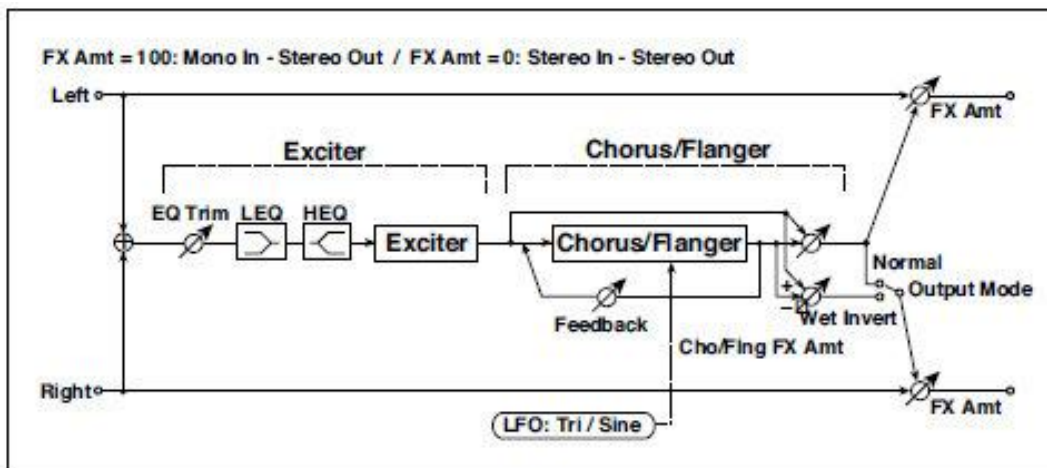 FX Amt = 100: Mono In - Stereo Out / FX Amt = 0: Stereo In - Stereo Out
Left
FX Amt
Exciter
Chorus/Flanger
EQ Trim
LEQ
HEQ
Exciter
Chorus/Flanger
Normal
Output Mode
+
−
Wet Invert
Feedback
Cho/Flng FX Amt
Right
FX Amt
LFO: Tri / Sine